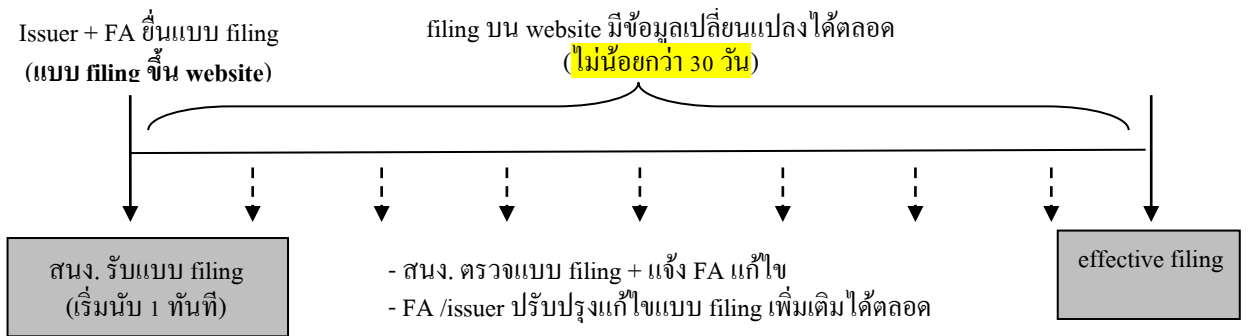 Issuer + FA ยื่นแบบ filing
(แบบ filing ขึ้น website)
filing บน website มีข้อมูลเปลี่ยนแปลงได้ตลอด
(ไม่น้อยกว่า 30 วัน)
สนง. รับแบบ filing
(เริ่มนับ 1 ทันที)
- สนง. ตรวจแบบ filing + แจ้ง FA แก้ไข
- FA /issuer ปรับปรุงแก้ไขแบบ filing เพิ่มเติมได้ตลอด
effective filing